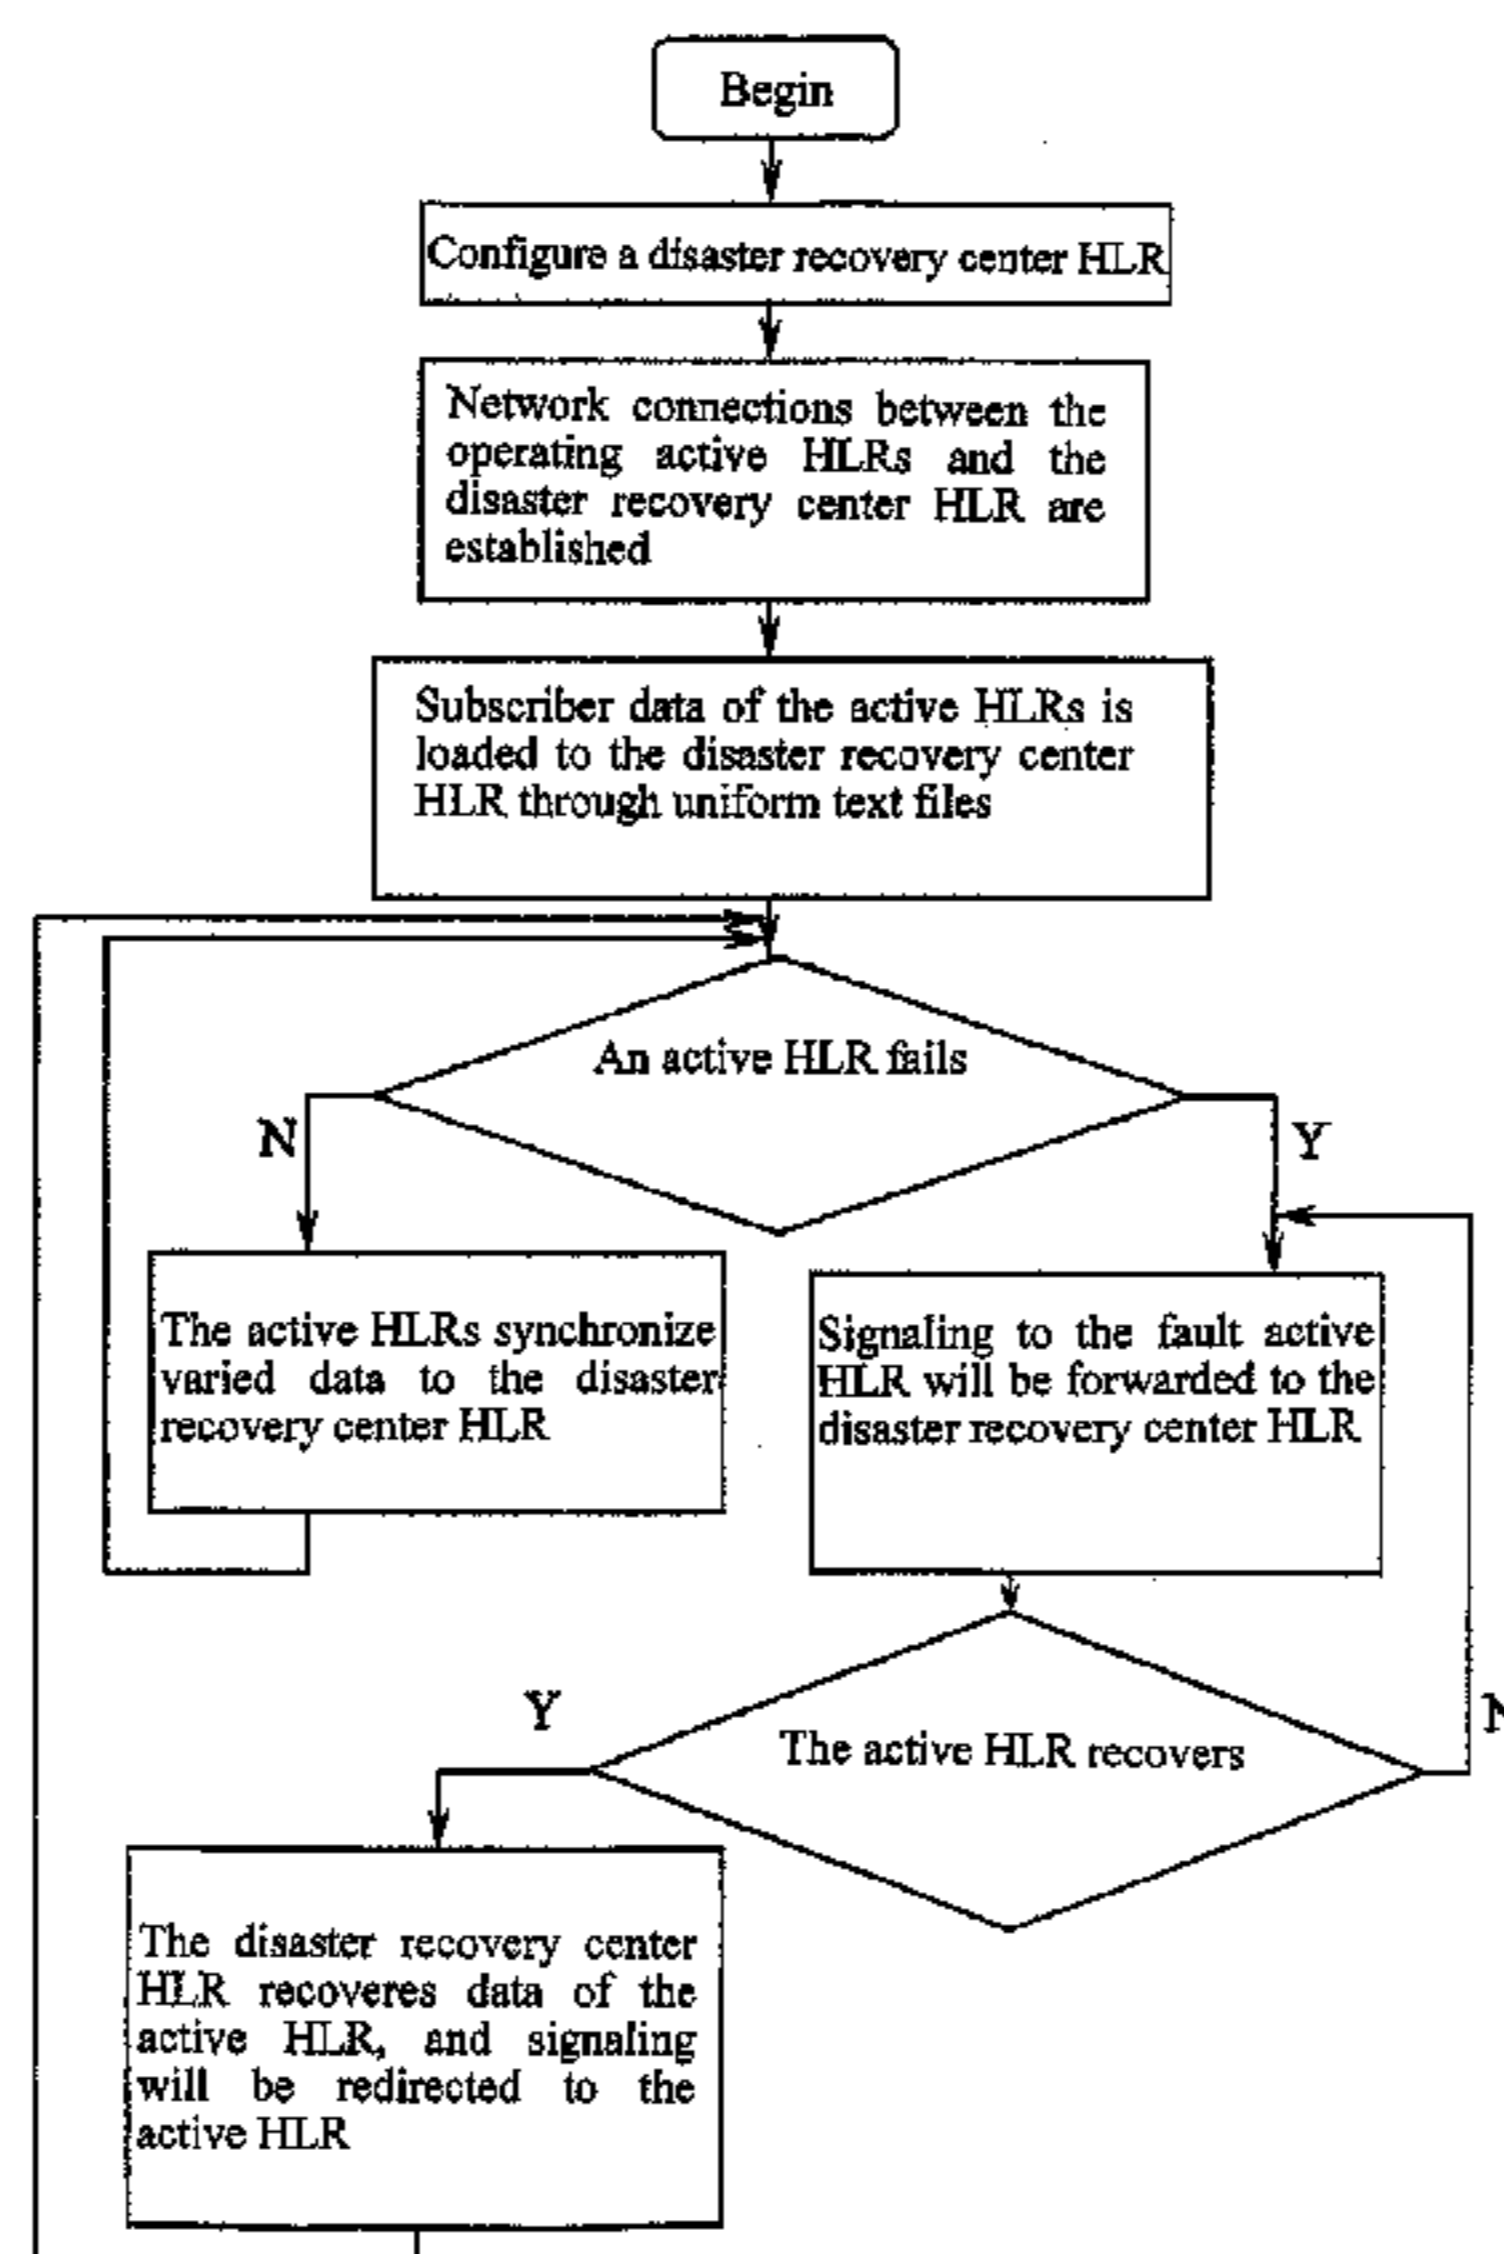 Begin
Configure a disaster recovery center HLR
Network connections between the
operating active HLRs and the
disaster recovery center HLR are
established
Subscriber data of the active HLRs is
loaded to the disaster recovery center
HLR through uniform text files
An active HLR fails
N
Y
The active HLRs synchronize
varied data to the disaster
recovery center HLR
Signaling to the fault active
HLR will be forwarded to the
disaster recovery center HLR
Y
N
The active HLR recovers
The disaster recovery center
HLR recoveres data of the
active HLR, and signaling
will be redirected to the
active HLR